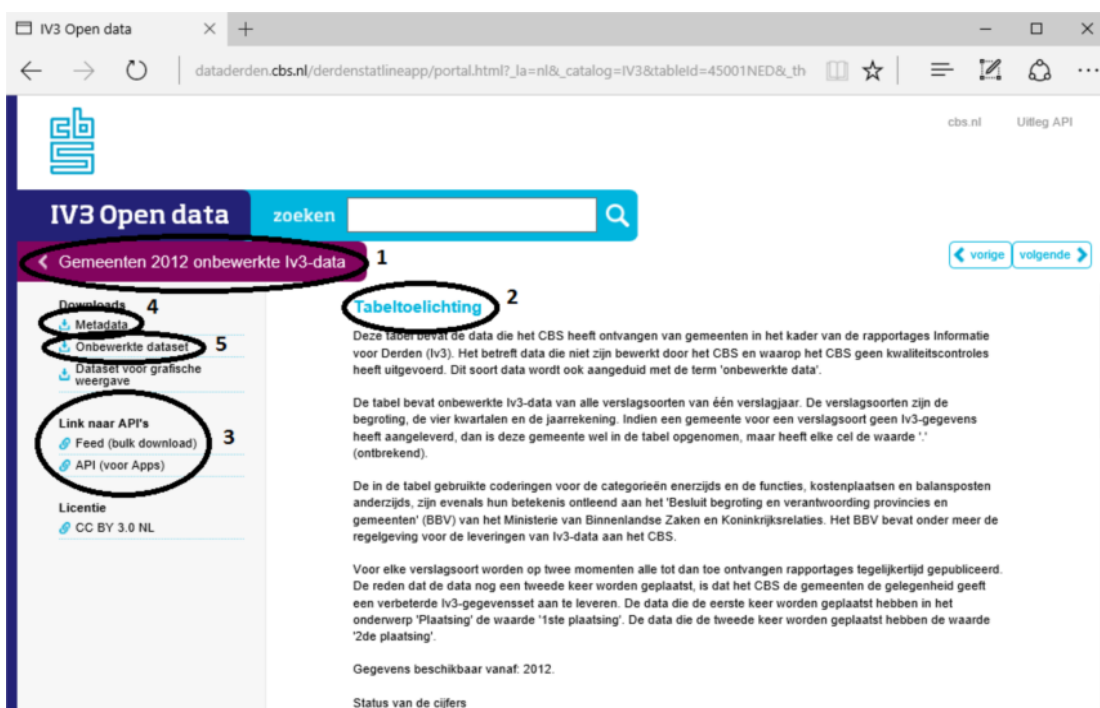 IV3 Open data
dataderden.cbs.nl/derdenstatlineapp/portal.html?_la=nl&_catalog=IV3&tableId=45001NED&_th
cbs
cbs.nl Uitleg API
IV3 Open data
zoeken
Gemeenten 2012 onbewerkte Iv3-data
1
vorige
volgende
Downloads
4
Metadata
Onbewerkte dataset
5
Dataset voor grafische
weergave
Link naar API's
Feed (bulk download)
3
API (voor Apps)
Licentie
CC BY 3.0 NL
Tabeltoelichting
2
Deze tabel bevat de data die het CBS heeft ontvangen van gemeenten in het kader van de rapportages Informatie
voor Derden (Iv3). Het betreft data die niet zijn bewerkt door het CBS en waarop het CBS geen kwaliteitscontroles
heeft uitgevoerd. Dit soort data wordt ook aangeduid met de term 'onbewerkte data'.
De tabel bevat onbewerkte Iv3-data van alle verslagsoorten van één verslagjaar. De verslagsoorten zijn de
begroting, de vier kwartalen en de jaarrekening. Indien een gemeente voor een verslagsoort geen Iv3-gegevens
heeft aangeleverd, dan is deze gemeente wel in de tabel opgenomen, maar heeft elke cel de waarde '.'
(ontbrekend).
De in de tabel gebruikte coderingen voor de categorieën enerzijds en de functies, kostenplaatsen en balansposten
anderzijds, zijn evenals hun betekenis ontleend aan het 'Besluit begroting en verantwoording provincies en
gemeenten' (BBV) van het Ministerie van Binnenlandse Zaken en Koninkrijksrelaties. Het BBV bevat onder meer de
regelgeving voor de leveringen van Iv3-data aan het CBS.
Voor elke verslagsoort worden op twee momenten alle tot dan toe ontvangen rapportages tegelijkertijd gepubliceerd.
De reden dat de data nog een tweede keer worden geplaatst, is dat het CBS de gemeenten de gelegenheid geeft
een verbeterde Iv3-gegevensset aan te leveren. De data die de eerste keer worden geplaatst hebben in het
onderwerp 'Plaatsing' de waarde '1ste plaatsing'. De data die de tweede keer worden geplaatst hebben de waarde
'2de plaatsing'.
Gegevens beschikbaar vanaf: 2012.
Status van de cijfers